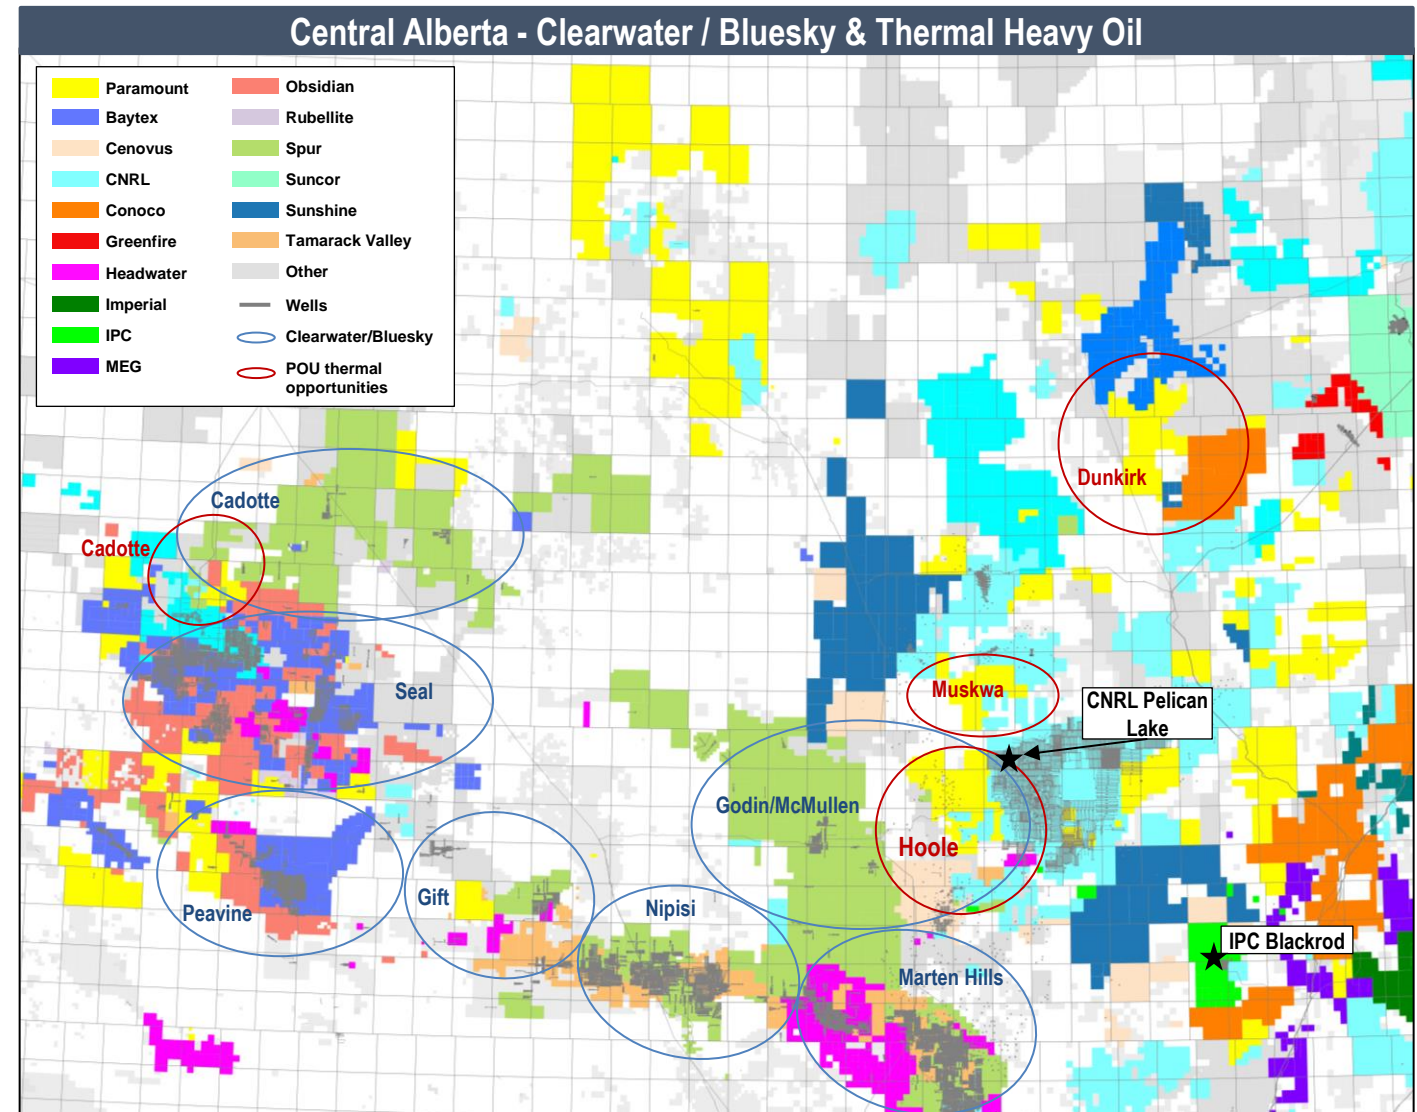 Central Alberta - Clearwater / Bluesky & Thermal Heavy Oil
Paramount
Baytex
Cenovus
CNRL
Conoco
Greenfire
Headwater
Imperial
IPC
MEG
Obsidian
Rubellite
Spur
Suncor
Sunshine
Tamarack Valley
Other
Wells
Clearwater/Bluesky
POU thermal
opportunities
Dunkirk
Cadotte
Cadotte
Seal
Muskwa
CNRL Pelican
Lake
Godin/McMullen
Hoole
Peavine
Gift
Nipisi
IPC Blackrod
Marten Hills